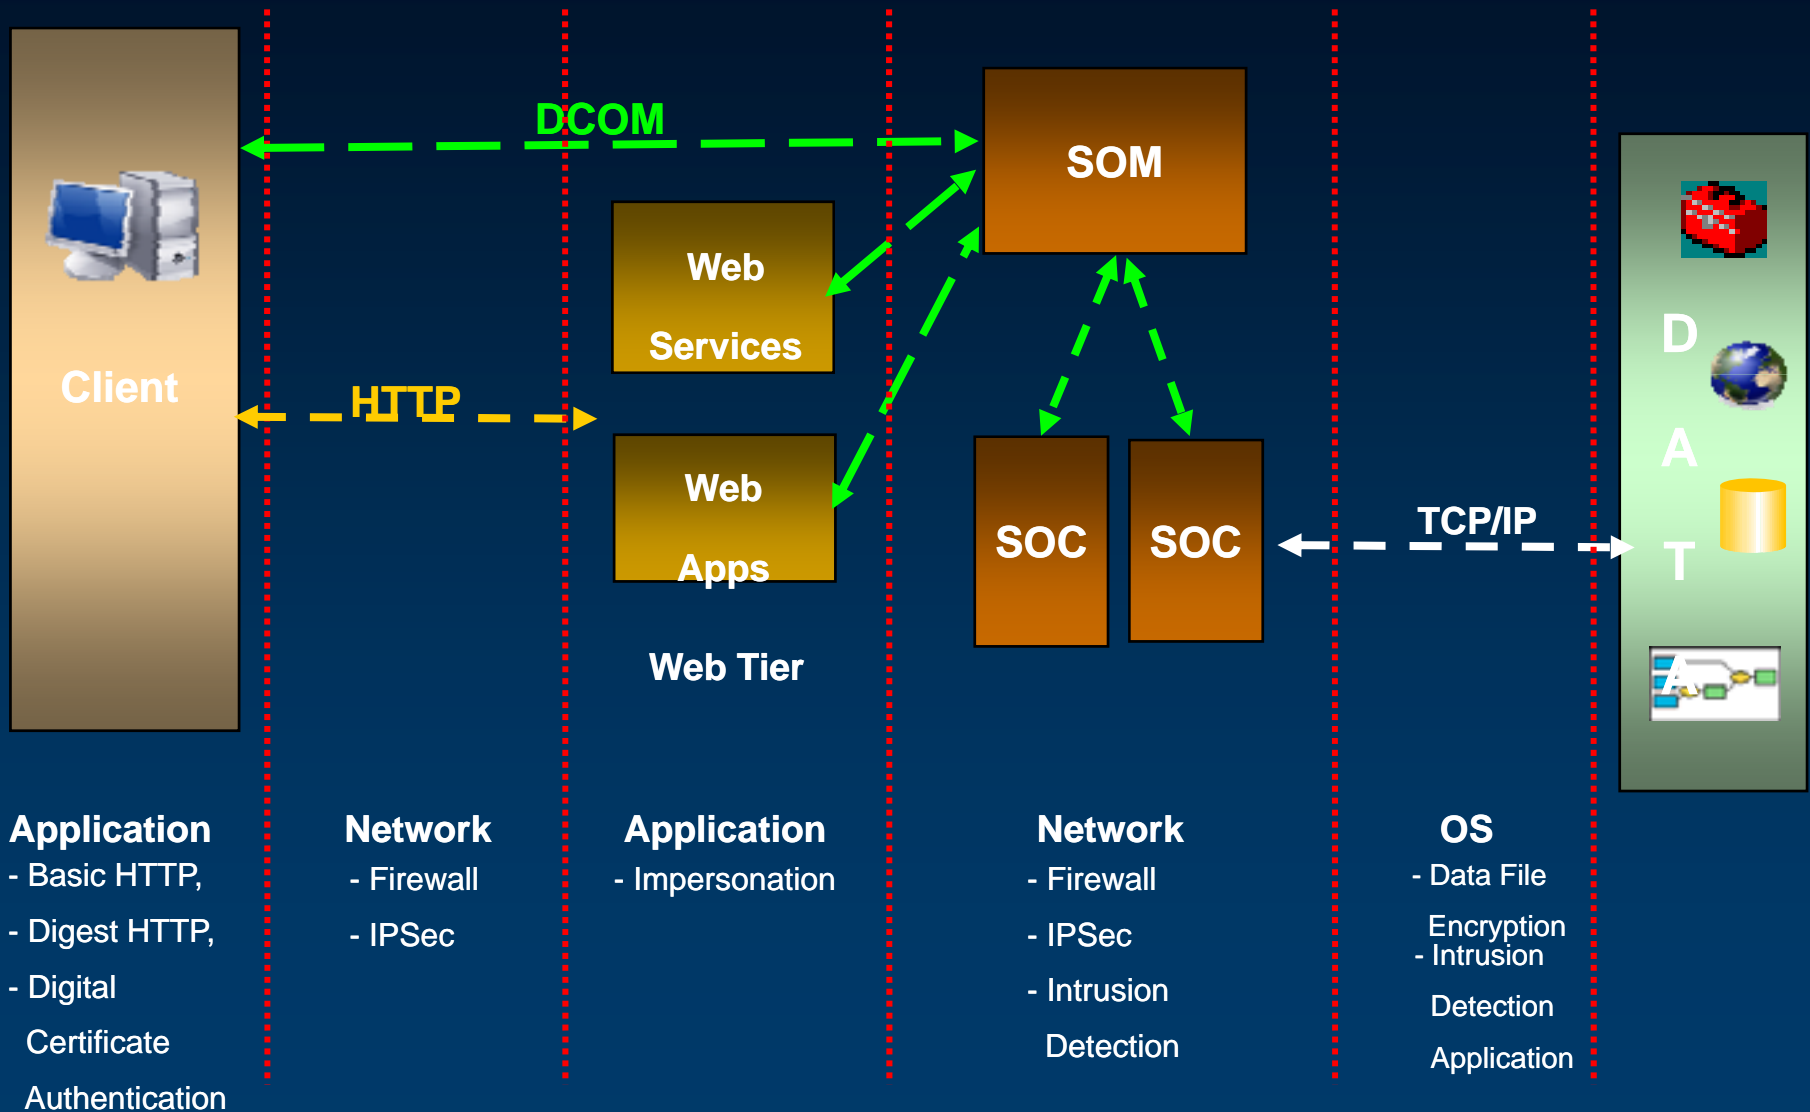 DCOM
SOM
Web
Services
Client
HTTP
Web
Apps
SOC
SOC
TCP/IP
D
A
T
A
Web Tier
Application
- Basic HTTP,
- Digest HTTP,
- Digital
Certificate
Authentication
Network
- Firewall
- IPSec
Application
- Impersonation
Network
- Firewall
- IPSec
- Intrusion
Detection
OS
- Data File
Encryption
- Intrusion
Detection
Application